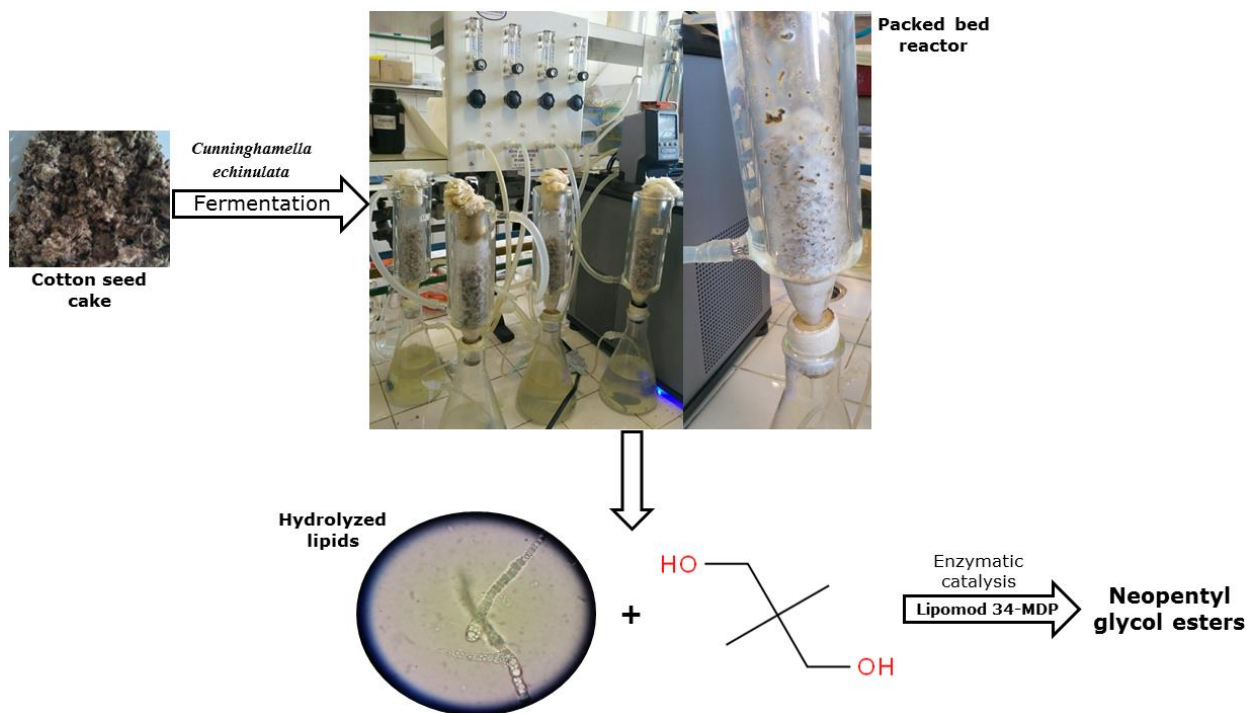 Packed bed
reactor
Cunninghamella
echinulata
Fermentation
Cotton seed
cake
Hydrolyzed
lipids
HO
+
OH
Enzymatic
catalysis
Lipomod 34-MDP
Neopentyl
glycol esters